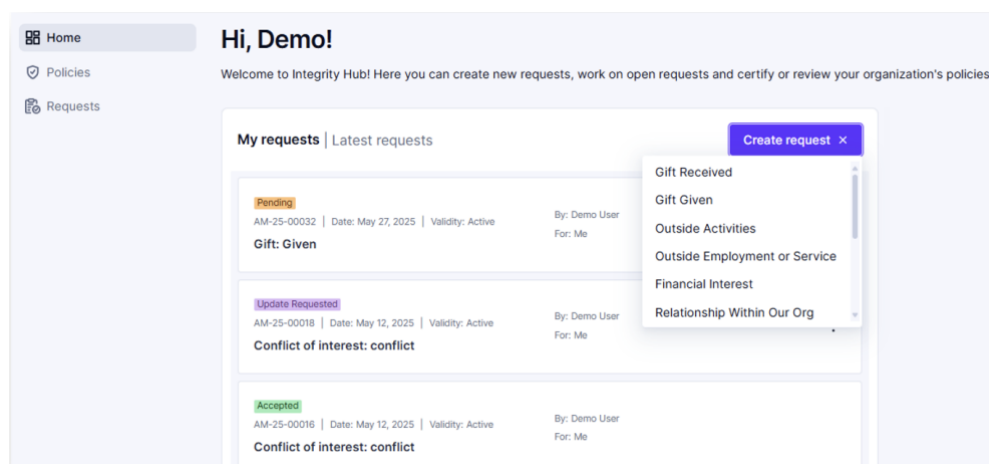 Home
Policies
Requests
Hi, Demo!
Welcome to Integrity Hub! Here you can create new requests, work on open requests and certify or review your organization's policies
My requests | Latest requests
Create request ×
Gift Received
Gift Given
Outside Activities
Outside Employment or Service
Financial Interest
Relationship Within Our Org
Pending
AM-25-00032 | Date: May 27, 2025 | Validity: Active
Gift: Given
By: Demo User
For: Me
Update Requested
AM-25-00018 | Date: May 12, 2025 | Validity: Active
Conflict of interest: conflict
By: Demo User
For: Me
Accepted
AM-25-00016 | Date: May 12, 2025 | Validity: Active
Conflict of interest: conflict
By: Demo User
For: Me